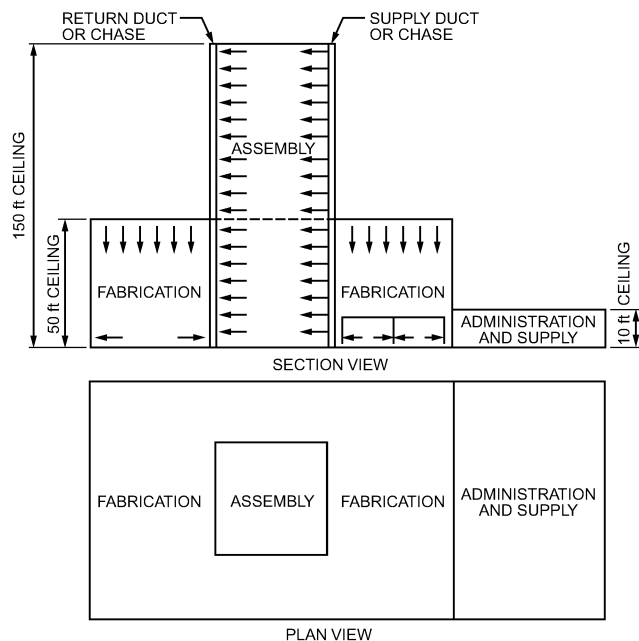 RETURN DUCT
OR CHASE
SUPPLY DUCT
OR CHASE
150 ft CEILING
ASSEMBLY
50 ft CEILING
FABRICATION
FABRICATION
10 ft CEILING
ADMINISTRATION
AND SUPPLY
SECTION VIEW
FABRICATION
ASSEMBLY
FABRICATION
ADMINISTRATION
AND SUPPLY
PLAN VIEW